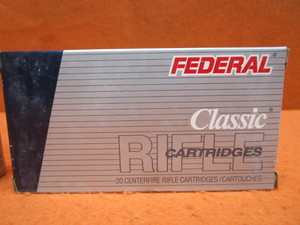 FEDERAL®
Classic®
RIFLE
CARTRIDGES
20 CENTERFIRE RIFLE CARTRIDGES/CARTOUCHES